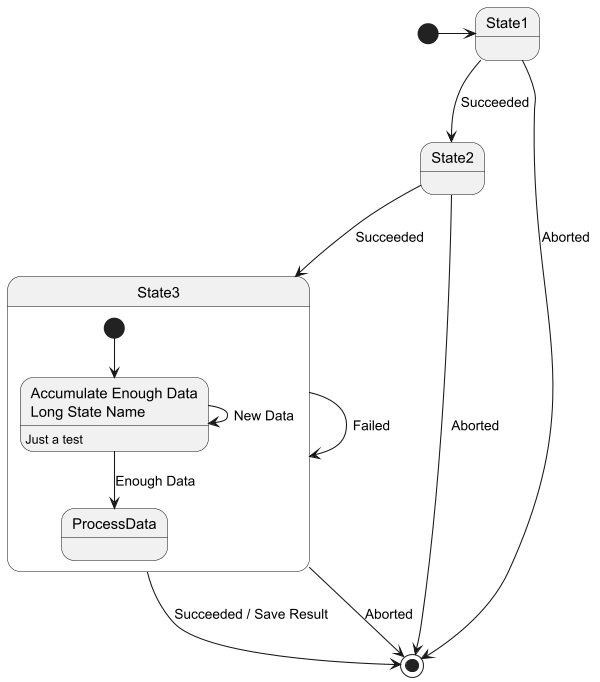 State1
Succeeded
State2
Succeeded
Aborted
State3
Accumulate Enough Data
Long State Name
New Data
Failed
Aborted
Just a test
Enough Data
ProcessData
Succeeded / Save Result
Aborted